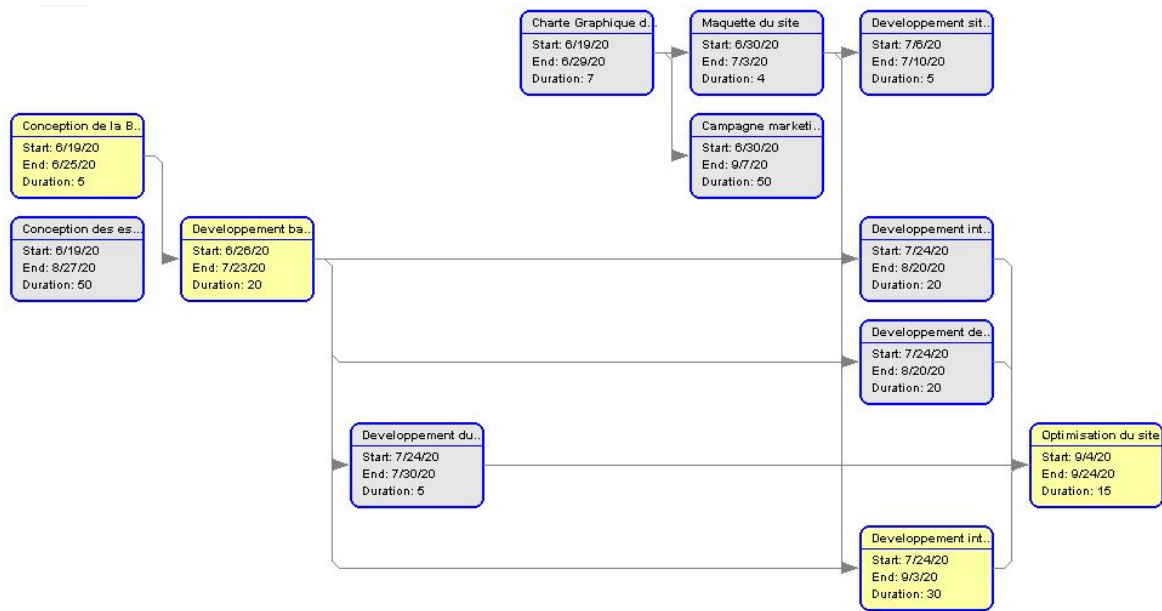 Charte Graphique d...
Start: 6/19/20
End: 6/29/20
Duration: 7
Maquette du site
Start: 6/30/20
End: 7/3/20
Duration: 4
Developpement sit...
Start: 7/6/20
End: 7/10/20
Duration: 5
Conception de la B...
Start: 6/19/20
End: 6/25/20
Duration: 5
Campagne marketi...
Start: 6/30/20
End: 9/7/20
Duration: 50
Conception des es...
Start: 6/19/20
End: 8/27/20
Duration: 50
Developpement ba...
Start: 6/26/20
End: 7/23/20
Duration: 20
Developpement int...
Start: 7/24/20
End: 8/20/20
Duration: 20
Developpement de...
Start: 7/24/20
End: 8/20/20
Duration: 20
Developpement du...
Start: 7/24/20
End: 7/30/20
Duration: 5
Optimisation du site
Start: 9/4/20
End: 9/24/20
Duration: 15
Developpement int...
Start: 7/24/20
End: 9/3/20
Duration: 30